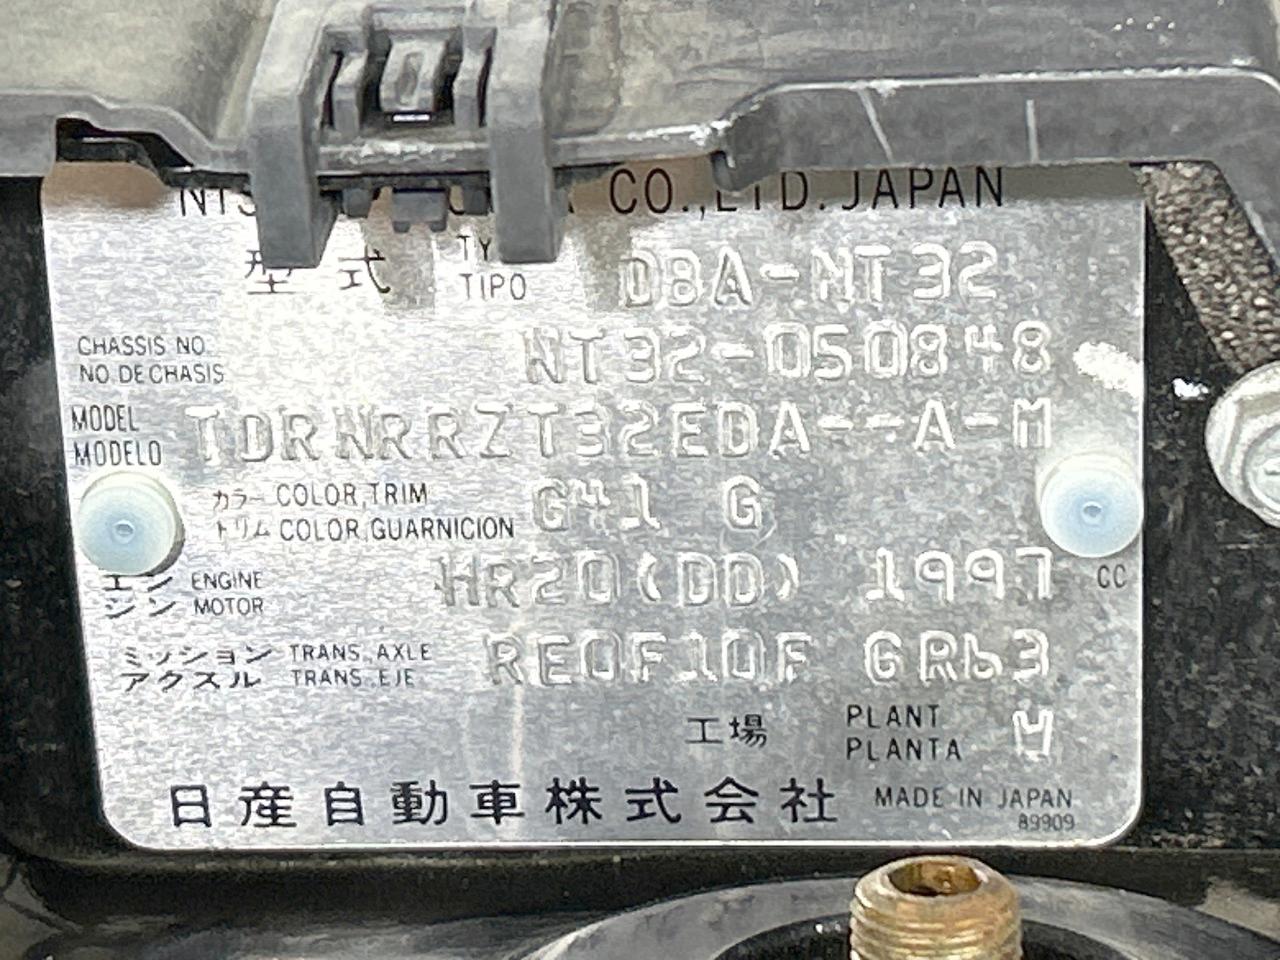 CO.,LTD. JAPAN
型式 TIPO DBA-NT32
CHASSIS NO. NT32-050848
NO. DE CHASIS
MODEL TDRNRRZT32EDA--A-M
MODELO
カラー COLOR, TRIM G41 G
トリム COLOR, GUARNICION
エン ENGINE HR20(DD) 1997 CC
ジン MOTOR
ミッション TRANS. AXLE RE0F10F GR63
アクスル TRANS. EJE
工場 PLANT
PLANTA
日産自動車株式会社 MADE IN JAPAN
89909